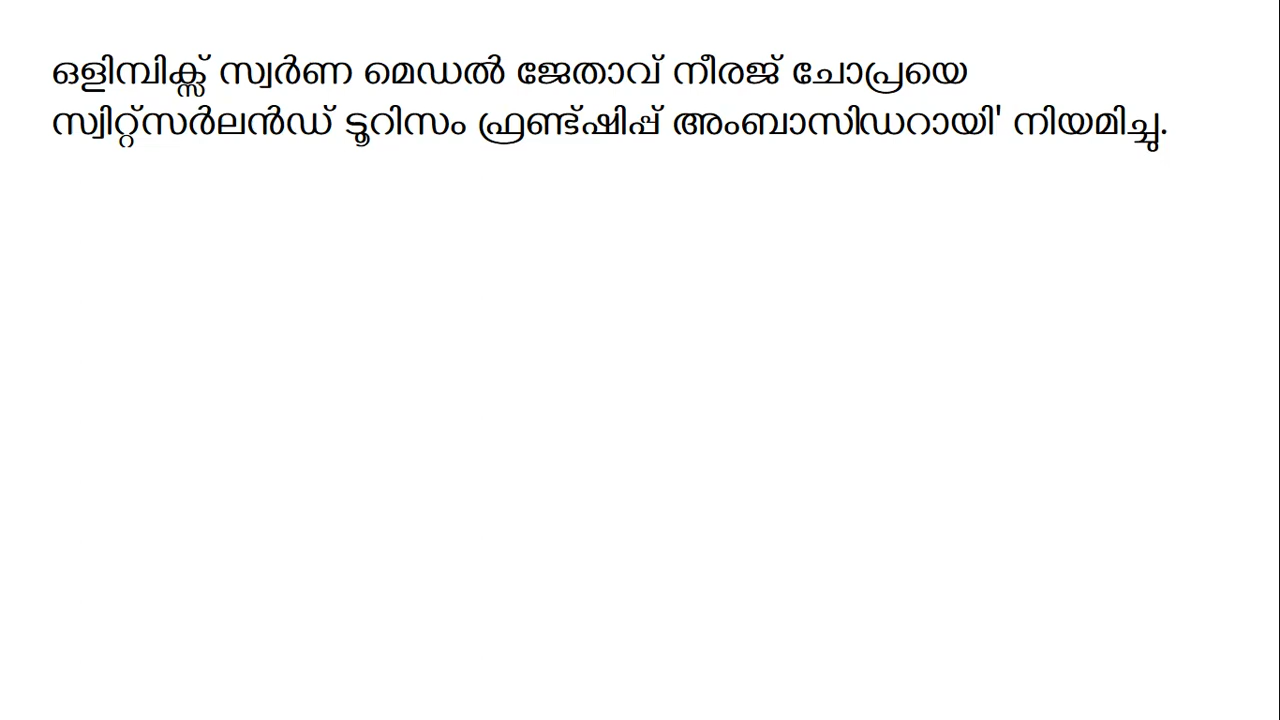 ഒളിമ്പിക്സ് സ്വർണ മെഡൽ ജേതാവ് നീരജ് ചോപ്രയെ
സ്വിറ്റ്സർലൻഡ് ടൂറിസം ഫ്രണ്ട്ഷിപ്പ് അംബാസിഡറായി' നിയമിച്ചു.